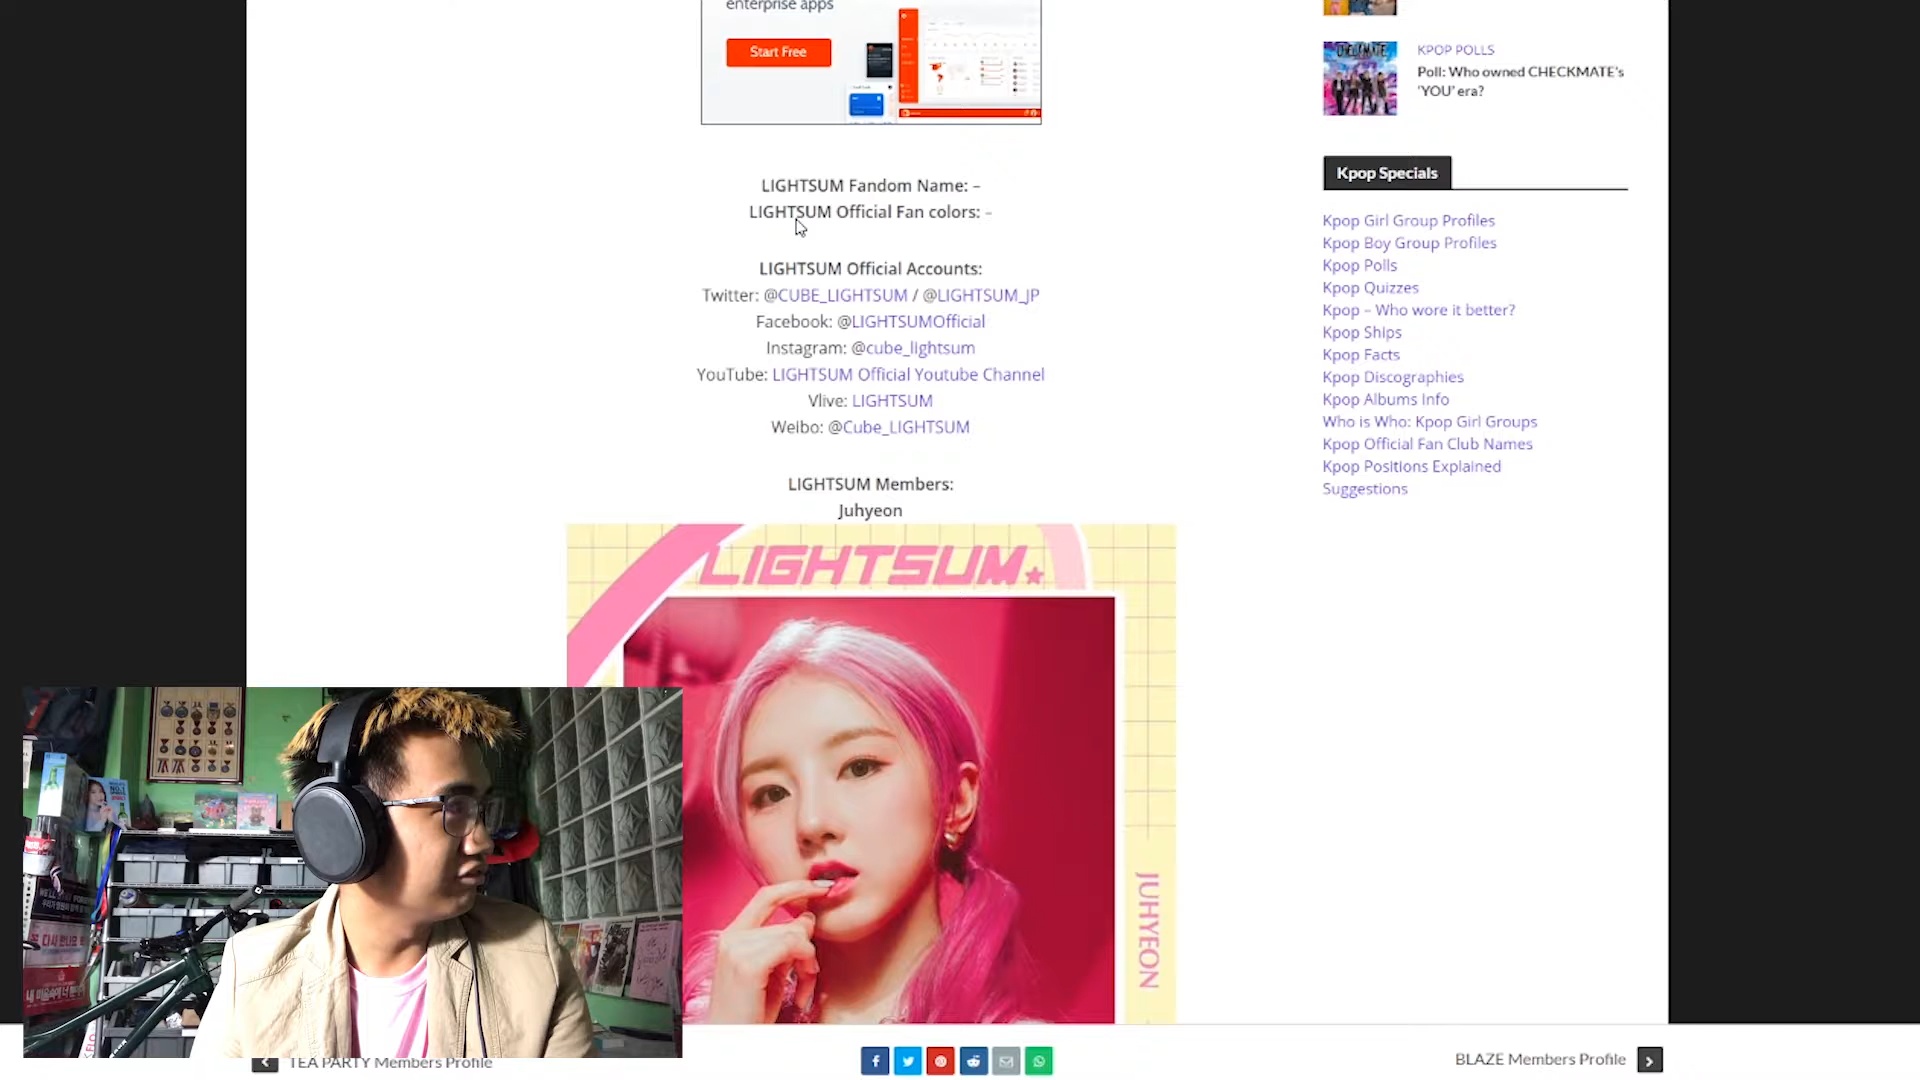 enterprise apps
Start Free
LIGHTSUM Fandom Name: –
LIGHTSUM Official Fan colors: –
LIGHTSUM Official Accounts:
Twitter: @CUBE_LIGHTSUM / @LIGHTSUM_JP
Facebook: @LIGHTSUMOfficial
Instagram: @cube_lightsum
YouTube: LIGHTSUM Official Youtube Channel
Vlive: LIGHTSUM
Weibo: @Cube_LIGHTSUM
LIGHTSUM Members:
Juhyeon
LIGHTSUM
JUHYEON
CHECKMATE
KPOP POLLS
Poll: Who owned CHECKMATE's
'YOU' era?
Kpop Specials
Kpop Girl Group Profiles
Kpop Boy Group Profiles
Kpop Polls
Kpop Quizzes
Kpop – Who wore it better?
Kpop Ships
Kpop Facts
Kpop Discographies
Kpop Albums Info
Who is Who: Kpop Girl Groups
Kpop Official Fan Club Names
Kpop Positions Explained
Suggestions
TEA PARTY Members Profile
BLAZE Members Profile